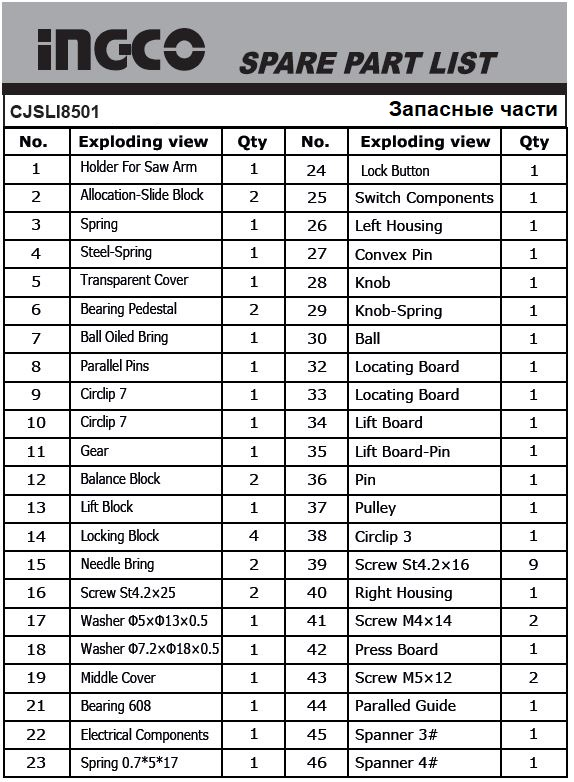 INGCO SPARE PART LIST
CJSLI8501 Запасные части
No. Exploding view Qty No. Exploding view Qty
1 Holder For Saw Arm 1 24 Lock Button 1
2 Allocation-Slide Block 2 25 Switch Components 1
3 Spring 1 26 Left Housing 1
4 Steel-Spring 1 27 Convex Pin 1
5 Transparent Cover 1 28 Knob 1
6 Bearing Pedestal 2 29 Knob-Spring 1
7 Ball Oiled Bring 1 30 Ball 1
8 Parallel Pins 1 32 Locating Board 1
9 Circlip 7 1 33 Locating Board 1
10 Circlip 7 1 34 Lift Board 1
11 Gear 1 35 Lift Board-Pin 1
12 Balance Block 2 36 Pin 1
13 Lift Block 1 37 Pulley 1
14 Locking Block 4 38 Circlip 3 1
15 Needle Bring 2 39 Screw St4.2×16 9
16 Screw St4.2×25 2 40 Right Housing 1
17 Washer Φ5×Φ13×0.5 1 41 Screw M4×14 2
18 Washer Φ7.2×Φ18×0.5 1 42 Press Board 1
19 Middle Cover 1 43 Screw M5×12 2
21 Bearing 608 1 44 Paralled Guide 1
22 Electrical Components 1 45 Spanner 3# 1
23 Spring 0.7*5*17 1 46 Spanner 4# 1